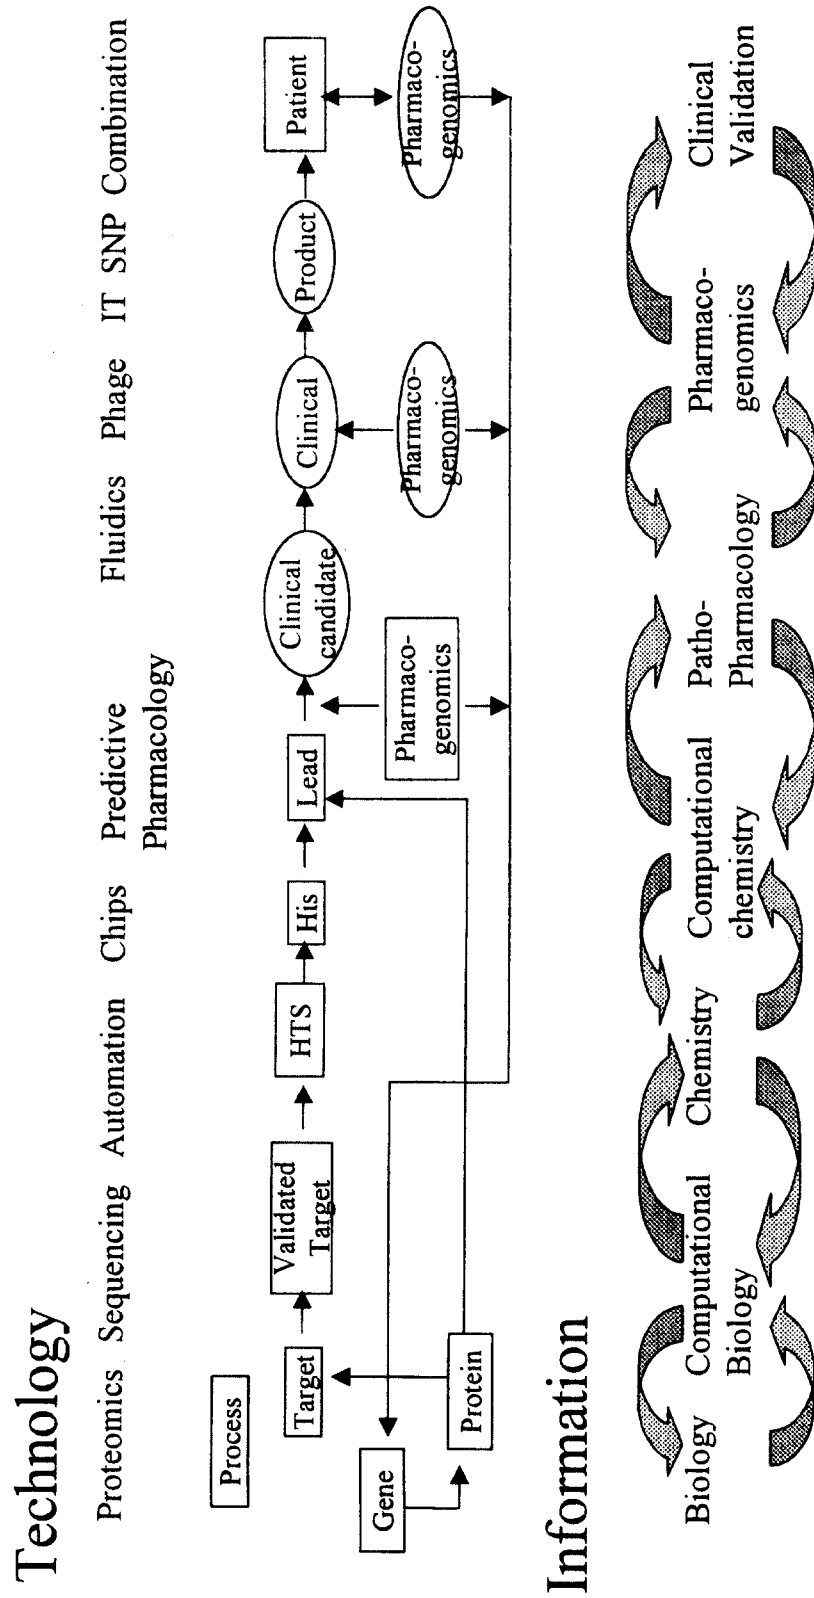 Technology
Proteomics Sequencing Automation Chips Predictive Fluidics Phage IT SNP Combination
Pharmacology
Process
Target
Validated
Target
HTS
His
Lead
Clinical
candidate
Clinical
Product
Patient
Gene
Protein
Pharmaco-
genomics
Pharmaco-
genomics
Pharmaco-
genomics
Information
Biology
Computational
Biology
Chemistry
Computational
chemistry
Patho-
Pharmacology
Pharmaco-
genomics
Clinical
Validation